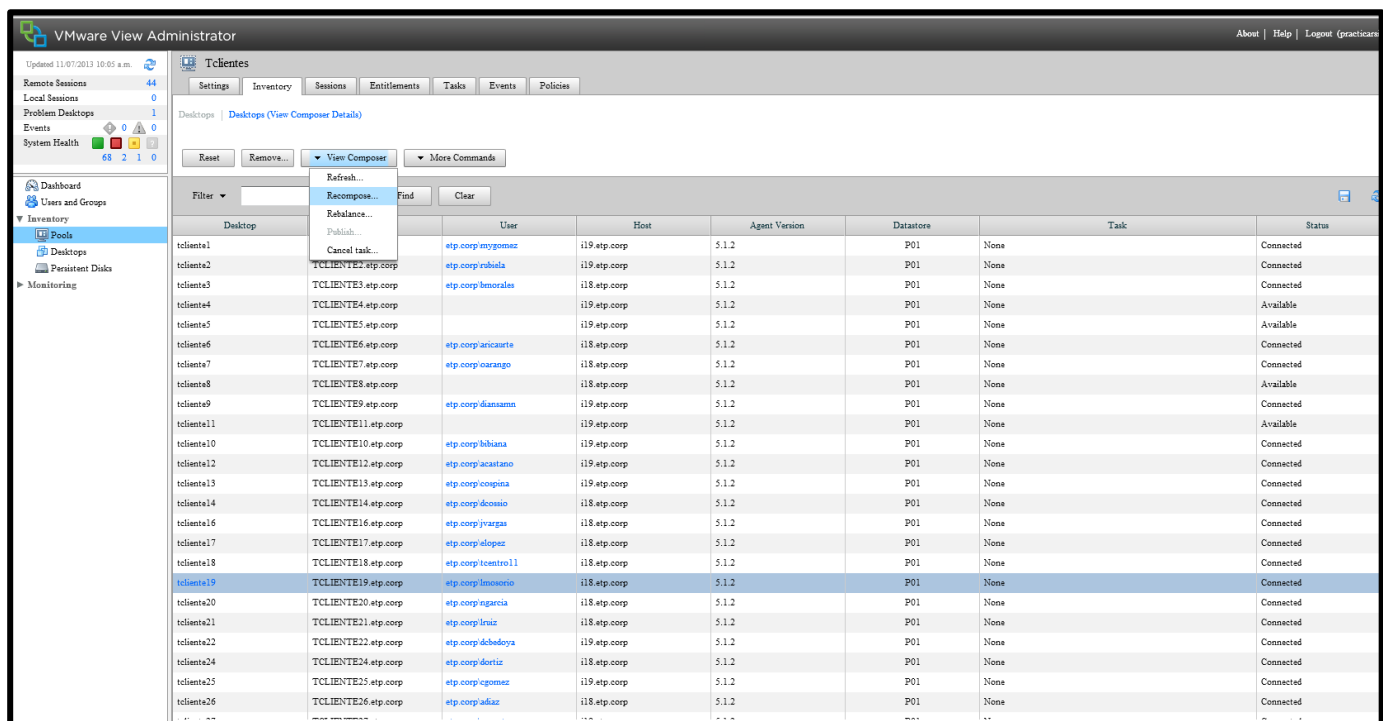 VMware View Administrator
About | Help | Logout (practicars
Updated 11/07/2013 10:05 a.m.
Remote Sessions 44
Local Sessions 0
Problem Desktops 1
Events 0 0
System Health
68 2 1 0
Dashboard
Users and Groups
Inventory
Pools
Desktops
Persistent Disks
Monitoring
Tclientes
Settings Inventory Sessions Entitlements Tasks Events Policies
Desktops | Desktops (View Composer Details)
Reset Remove... View Composer More Commands
Refresh...
Recompose...
Rebalance...
Publish...
Cancel task...
Filter Find Clear
Desktop User Host Agent Version Datastore Task Status
tcliente1 etp.corp\mygomez i19.etp.corp 5.1.2 P01 None Connected
tcliente2 TCLIENTE2.etp.corp etp.corp\rubiela i19.etp.corp 5.1.2 P01 None Connected
tcliente3 TCLIENTE3.etp.corp etp.corp\bmorales i18.etp.corp 5.1.2 P01 None Connected
tcliente4 TCLIENTE4.etp.corp i19.etp.corp 5.1.2 P01 None Available
tcliente5 TCLIENTE5.etp.corp i19.etp.corp 5.1.2 P01 None Available
tcliente6 TCLIENTE6.etp.corp etp.corp\aricaurte i18.etp.corp 5.1.2 P01 None Connected
tcliente7 TCLIENTE7.etp.corp etp.corp\oarango i18.etp.corp 5.1.2 P01 None Connected
tcliente8 TCLIENTE8.etp.corp i18.etp.corp 5.1.2 P01 None Available
tcliente9 TCLIENTE9.etp.corp etp.corp\diansamn i19.etp.corp 5.1.2 P01 None Connected
tcliente11 TCLIENTE11.etp.corp i19.etp.corp 5.1.2 P01 None Available
tcliente10 TCLIENTE10.etp.corp etp.corp\bibiana i19.etp.corp 5.1.2 P01 None Connected
tcliente12 TCLIENTE12.etp.corp etp.corp\acastano i19.etp.corp 5.1.2 P01 None Connected
tcliente13 TCLIENTE13.etp.corp etp.corp\cospina i19.etp.corp 5.1.2 P01 None Connected
tcliente14 TCLIENTE14.etp.corp etp.corp\dcossio i18.etp.corp 5.1.2 P01 None Connected
tcliente16 TCLIENTE16.etp.corp etp.corp\jvargas i18.etp.corp 5.1.2 P01 None Connected
tcliente17 TCLIENTE17.etp.corp etp.corp\elopez i18.etp.corp 5.1.2 P01 None Connected
tcliente18 TCLIENTE18.etp.corp etp.corp\tcentro11 i18.etp.corp 5.1.2 P01 None Connected
tcliente19 TCLIENTE19.etp.corp etp.corp\lmosorio i18.etp.corp 5.1.2 P01 None Connected
tcliente20 TCLIENTE20.etp.corp etp.corp\ngarcia i18.etp.corp 5.1.2 P01 None Connected
tcliente21 TCLIENTE21.etp.corp etp.corp\lruiz i18.etp.corp 5.1.2 P01 None Connected
tcliente22 TCLIENTE22.etp.corp etp.corp\dcbedoya i19.etp.corp 5.1.2 P01 None Connected
tcliente24 TCLIENTE24.etp.corp etp.corp\dortiz i18.etp.corp 5.1.2 P01 None Connected
tcliente25 TCLIENTE25.etp.corp etp.corp\cgomez i19.etp.corp 5.1.2 P01 None Connected
tcliente26 TCLIENTE26.etp.corp etp.corp\adiaz i18.etp.corp 5.1.2 P01 None Connected